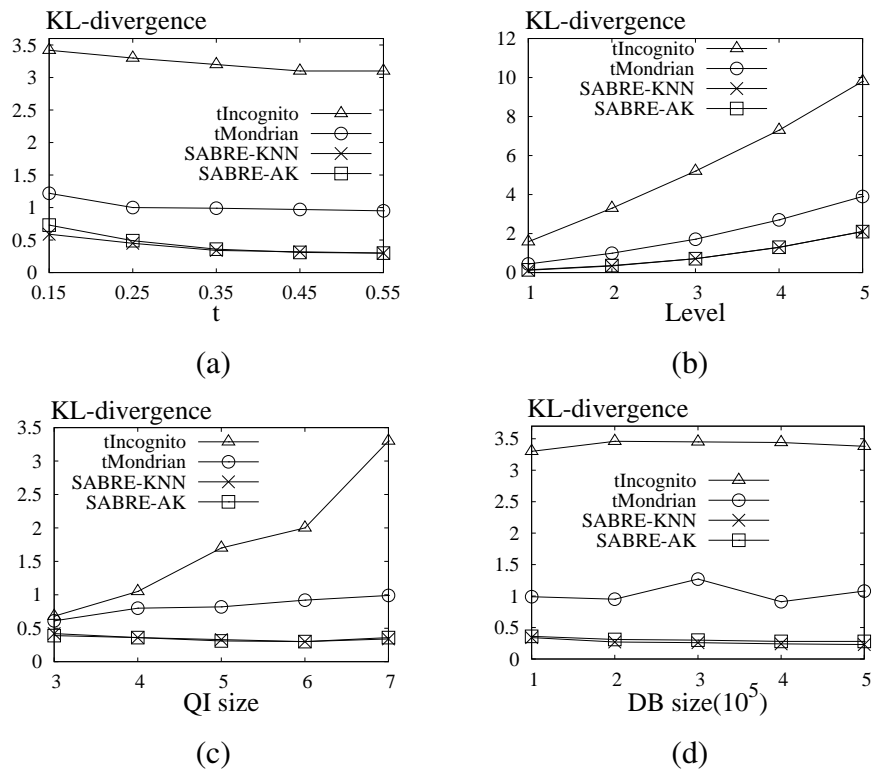 KL-divergence
3.5
3
2.5
2
1.5
1
0.5
0
tIncognito
tMondrian
SABRE-KNN
SABRE-AK
0.15 0.25 0.35 0.45 0.55
t
(a)
KL-divergence
12
10
8
6
4
2
0
tIncognito
tMondrian
SABRE-KNN
SABRE-AK
1 2 3 4 5
Level
(b)
KL-divergence
3.5
3
2.5
2
1.5
1
0.5
0
tIncognito
tMondrian
SABRE-KNN
SABRE-AK
3 4 5 6 7
QI size
(c)
KL-divergence
3.5
3
2.5
2
1.5
1
0.5
0
tIncognito
tMondrian
SABRE-KNN
SABRE-AK
1 2 3 4 5
DB size(10⁵)
(d)